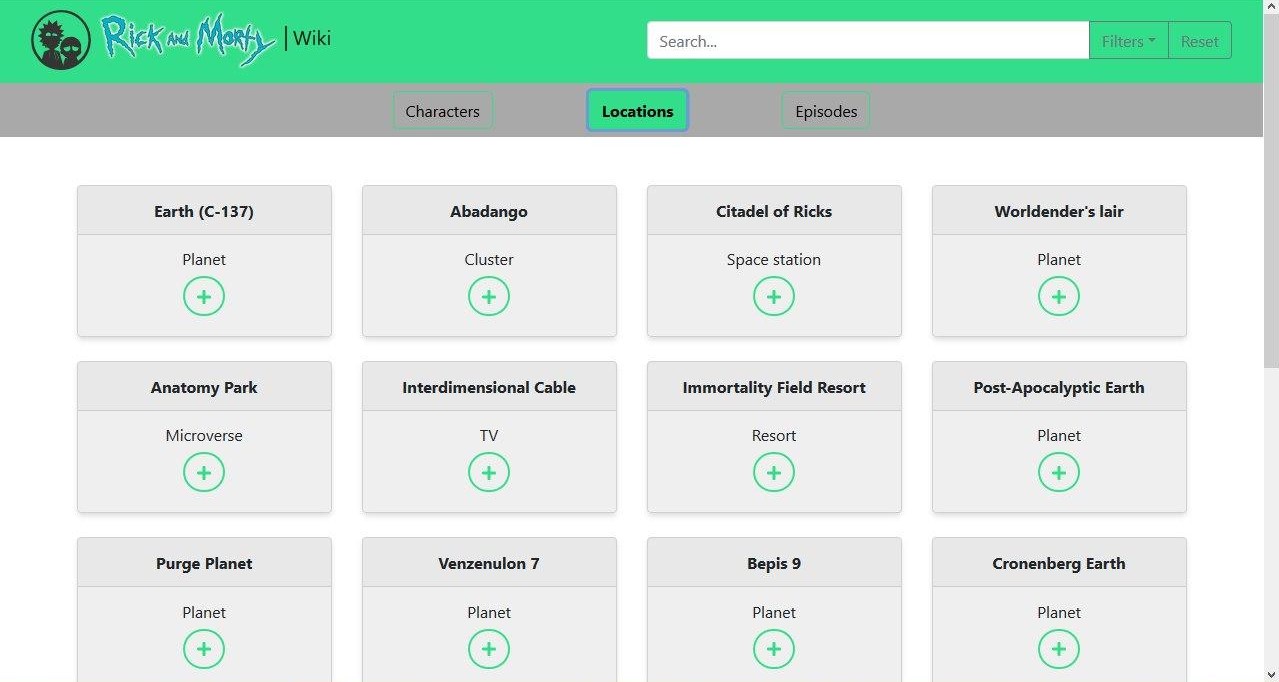 Rick and Morty | Wiki
Search...
Filters
Reset
Characters
Locations
Episodes
Earth (C-137)
Planet
Abadango
Cluster
Citadel of Ricks
Space station
Worldender's lair
Planet
Anatomy Park
Microverse
Interdimensional Cable
TV
Immortality Field Resort
Resort
Post-Apocalyptic Earth
Planet
Purge Planet
Planet
Venzenulon 7
Planet
Bepis 9
Planet
Cronenberg Earth
Planet